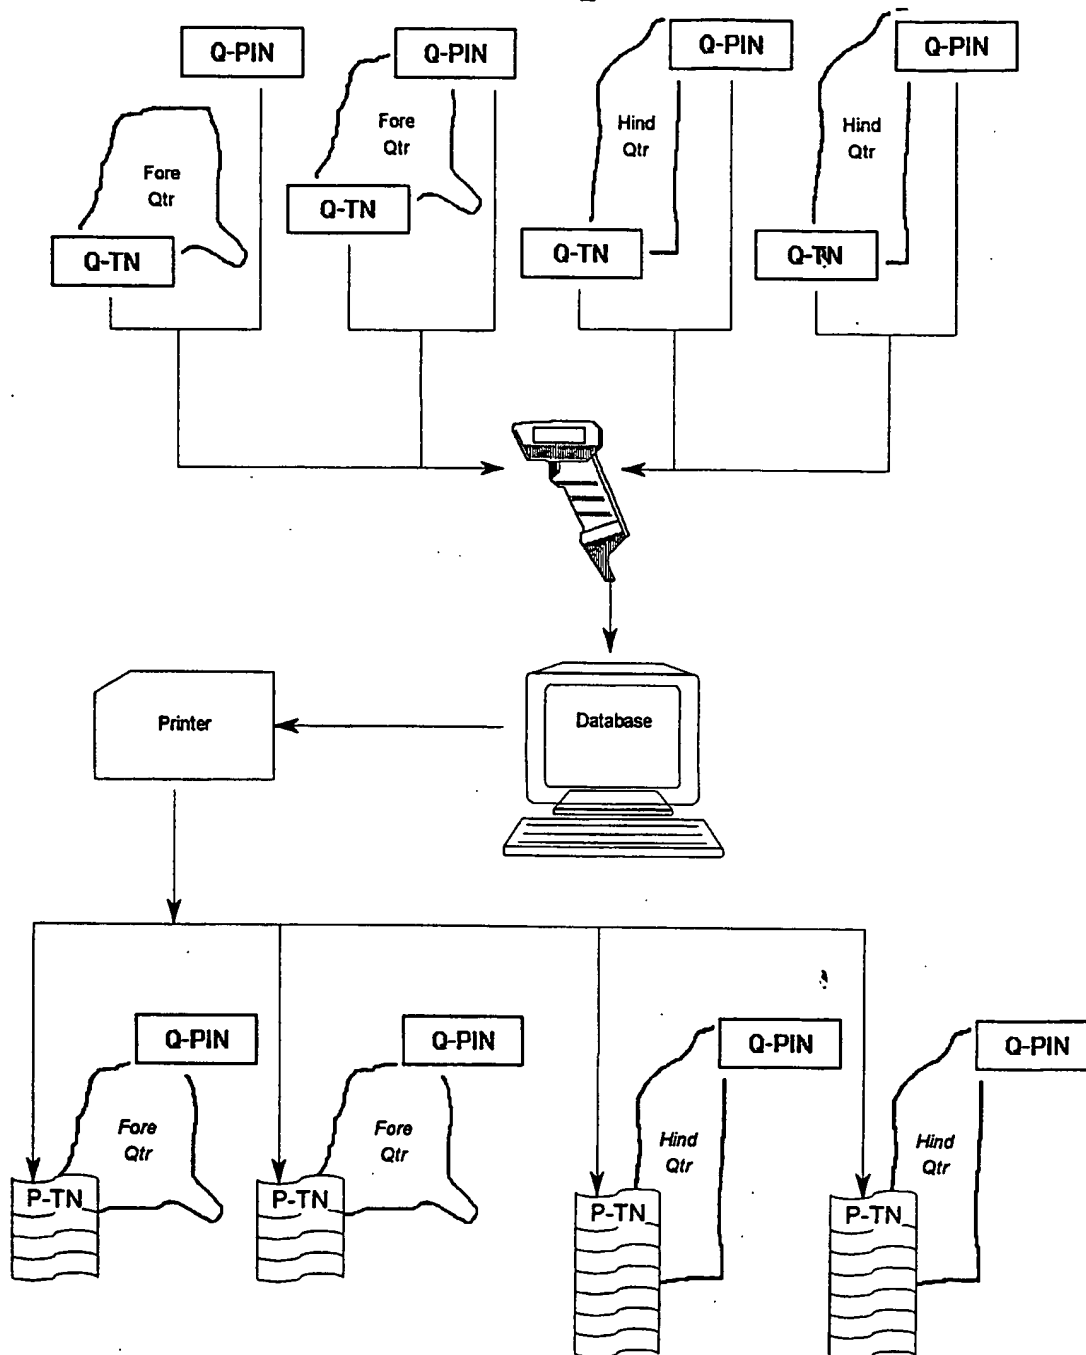 Q-PIN
Q-PIN
Q-PIN
Q-PIN
Fore
Qtr
Fore
Qtr
Hind
Qtr
Hind
Qtr
Q-TN
Q-TN
Q-TN
Q-TN
Printer
Database
Q-PIN
Q-PIN
Q-PIN
Q-PIN
Fore
Qtr
Fore
Qtr
Hind
Qtr
Hind
Qtr
P-TN
P-TN
P-TN
P-TN